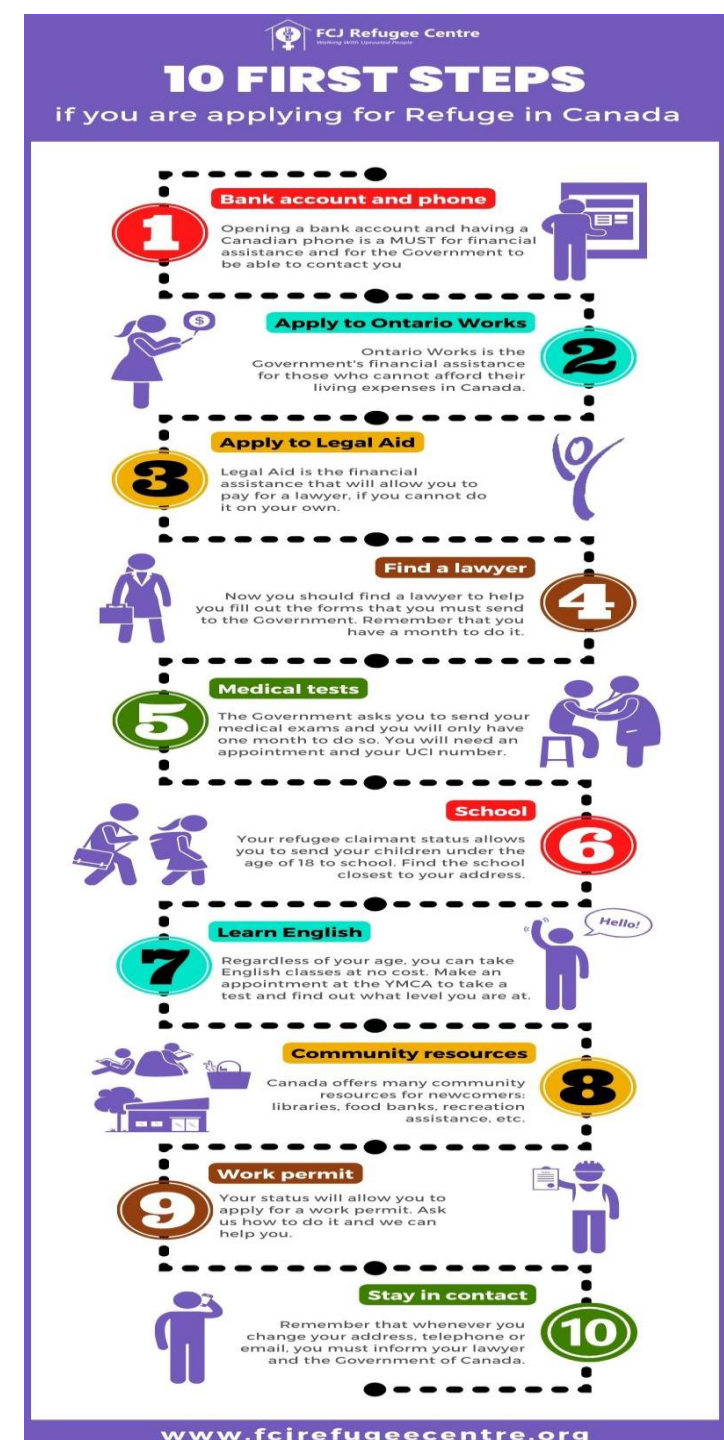 FCJ Refugee Centre
Walking With Uprooted People
10 FIRST STEPS
if you are applying for Refuge in Canada
1
Bank account and phone
Opening a bank account and having a
Canadian phone is a MUST for financial
assistance and for the Government to
be able to contact you
$
Apply to Ontario Works
2
Ontario Works is the
Government's financial assistance
for those who cannot afford their
living expenses in Canada.
Apply to Legal Aid
3
Legal Aid is the financial
assistance that will allow you to
pay for a lawyer, if you cannot do
it on your own.
Find a lawyer
4
Now you should find a lawyer to help
you fill out the forms that you must send
to the Government. Remember that you
have a month to do it.
Medical tests
5
The Government asks you to send your
medical exams and you will only have
one month to do so. You will need an
appointment and your UCI number.
School
6
Your refugee claimant status allows
you to send your children under the
age of 18 to school. Find the school
closest to your address.
Hello!
Learn English
7
Regardless of your age, you can take
English classes at no cost. Make an
appointment at the YMCA to take a
test and find out what level you are at.
Community resources
8
Canada offers many community
resources for newcomers:
libraries, food banks, recreation
assistance, etc.
Work permit
9
Your status will allow you to
apply for a work permit. Ask
us how to do it and we can
help you.
Stay in contact
10
Remember that whenever you
change your address, telephone or
email, you must inform your lawyer
and the Government of Canada.
www.fcjrefugeecentre.org